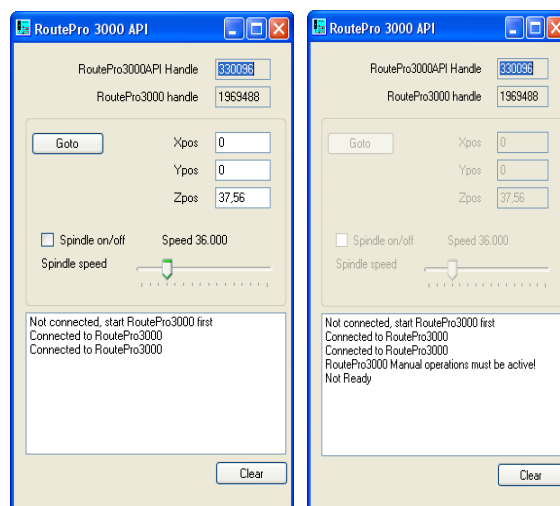 RoutePro 3000 API
RoutePro3000API Handle 330096
RoutePro3000 handle 1969488
Goto Xpos 0
Ypos 0
Zpos 37,56
Spindle on/off Speed 36.000
Spindle speed
Not connected, start RoutePro3000 first
Connected to RoutePro3000
Connected to RoutePro3000
Clear
RoutePro 3000 API
RoutePro3000API Handle 330096
RoutePro3000 handle 1969488
Goto Xpos 0
Ypos 0
Zpos 37,56
Spindle on/off Speed 36.000
Spindle speed
Not connected, start RoutePro3000 first
Connected to RoutePro3000
Connected to RoutePro3000
RoutePro3000 Manual operations must be active!
Not Ready
Clear